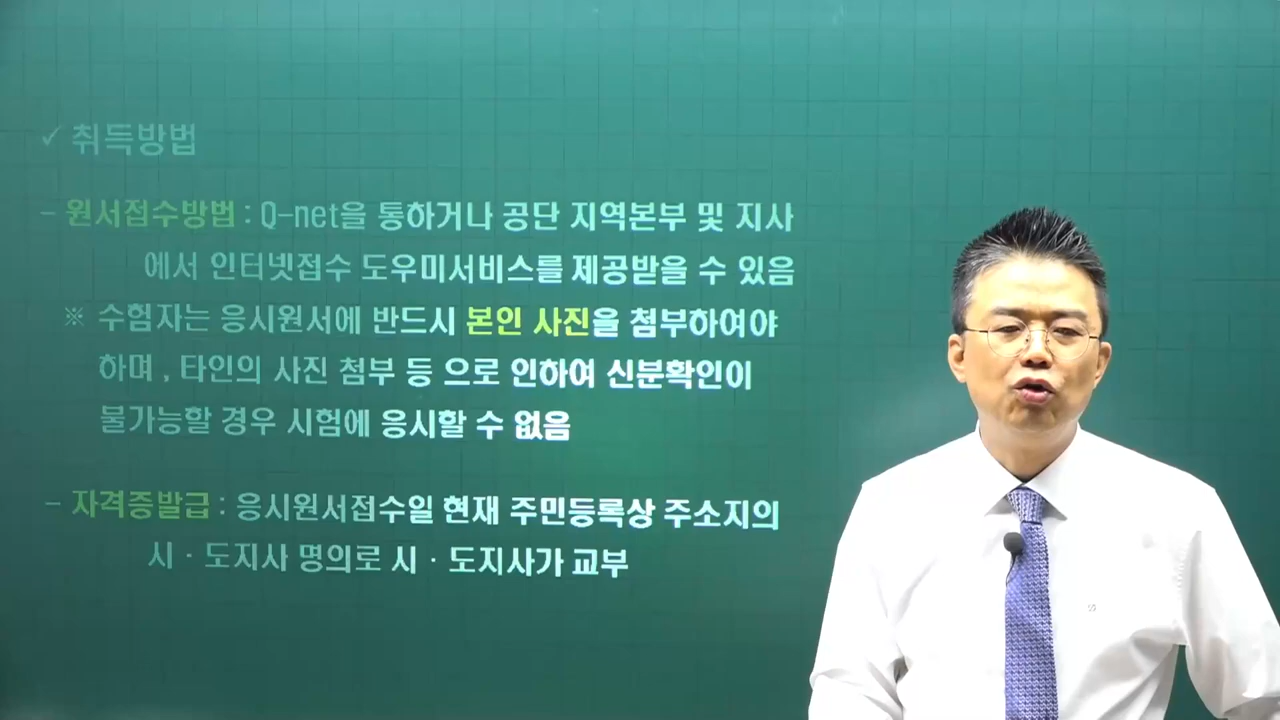 ✓ 취득방법
- 원서접수방법 : Q-net을 통하거나 공단 지역본부 및 지사
에서 인터넷접수 도우미서비스를 제공받을 수 있음
※ 수험자는 응시원서에 반드시 본인 사진을 첨부하여야
하며 , 타인의 사진 첨부 등 으로 인하여 신분확인이
불가능할 경우 시험에 응시할 수 없음
- 자격증발급 : 응시원서접수일 현재 주민등록상 주소지의
시 · 도지사 명의로 시 · 도지사가 교부